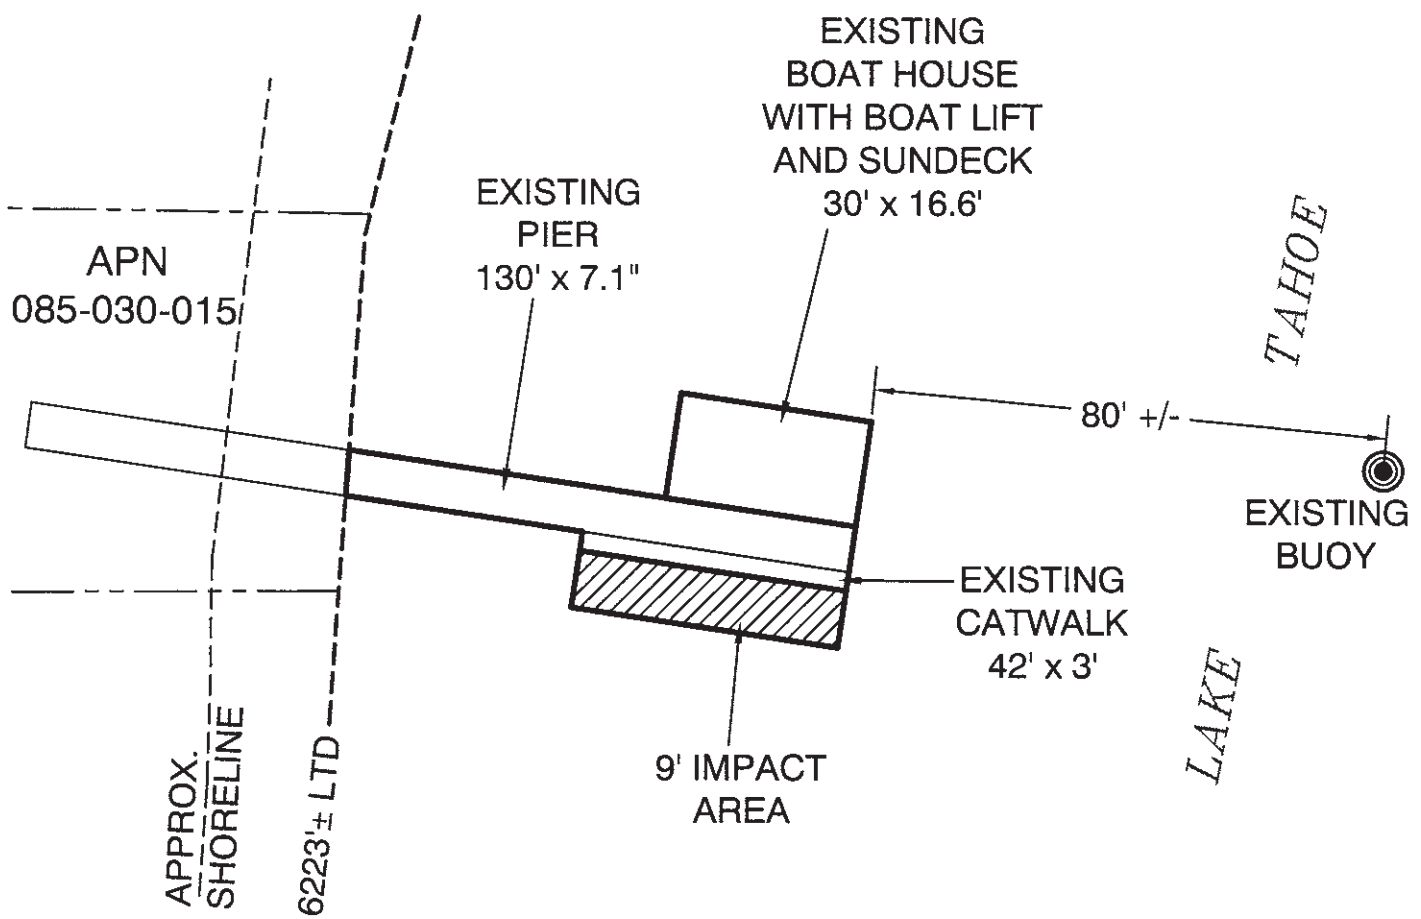 EXISTING
BOAT HOUSE
WITH BOAT LIFT
AND SUNDECK
30' x 16.6'
EXISTING
PIER
130' x 7.1"
APN
085-030-015
TAHOE
80' +/-
EXISTING
BUOY
EXISTING
CATWALK
42' x 3'
LAKE
9' IMPACT
AREA
APPROX.
SHORELINE
6223'± LTD